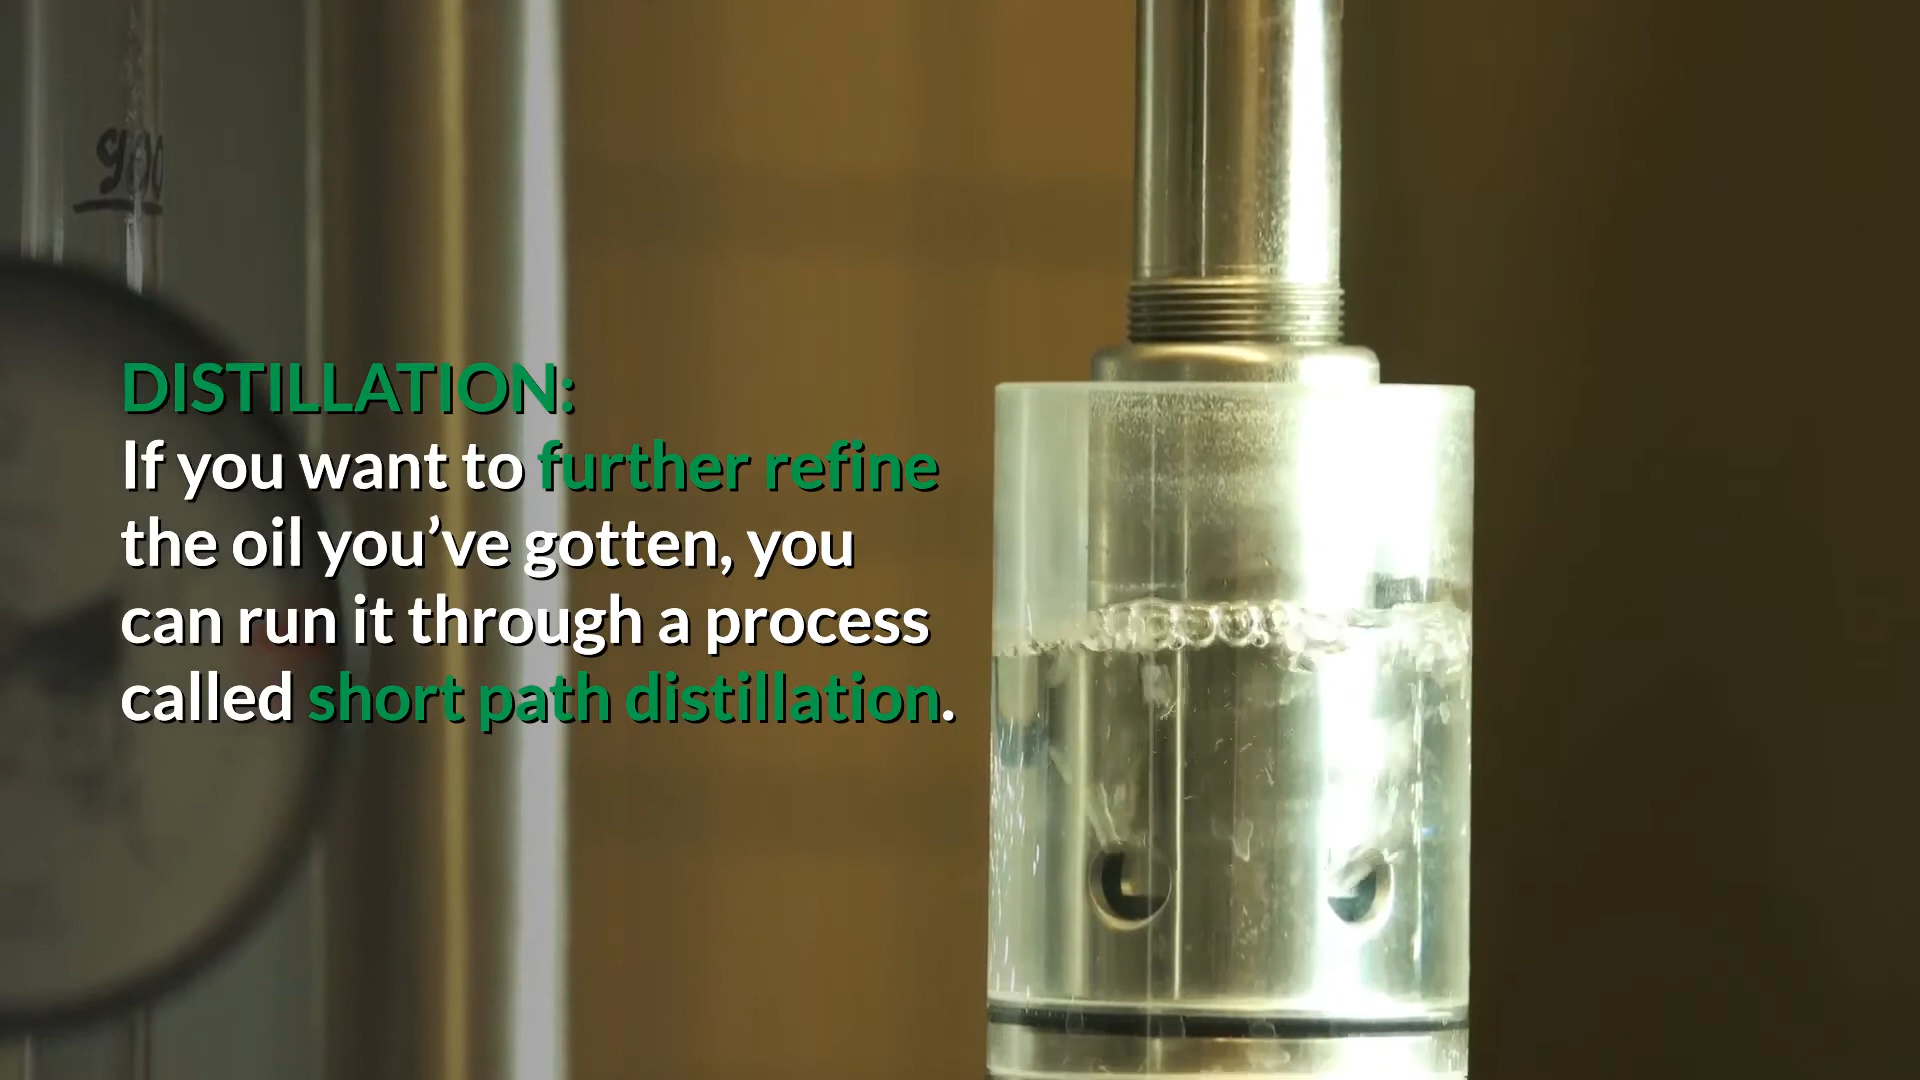 900
DISTILLATION:
If you want to further refine
the oil you’ve gotten, you
can run it through a process
called short path distillation.